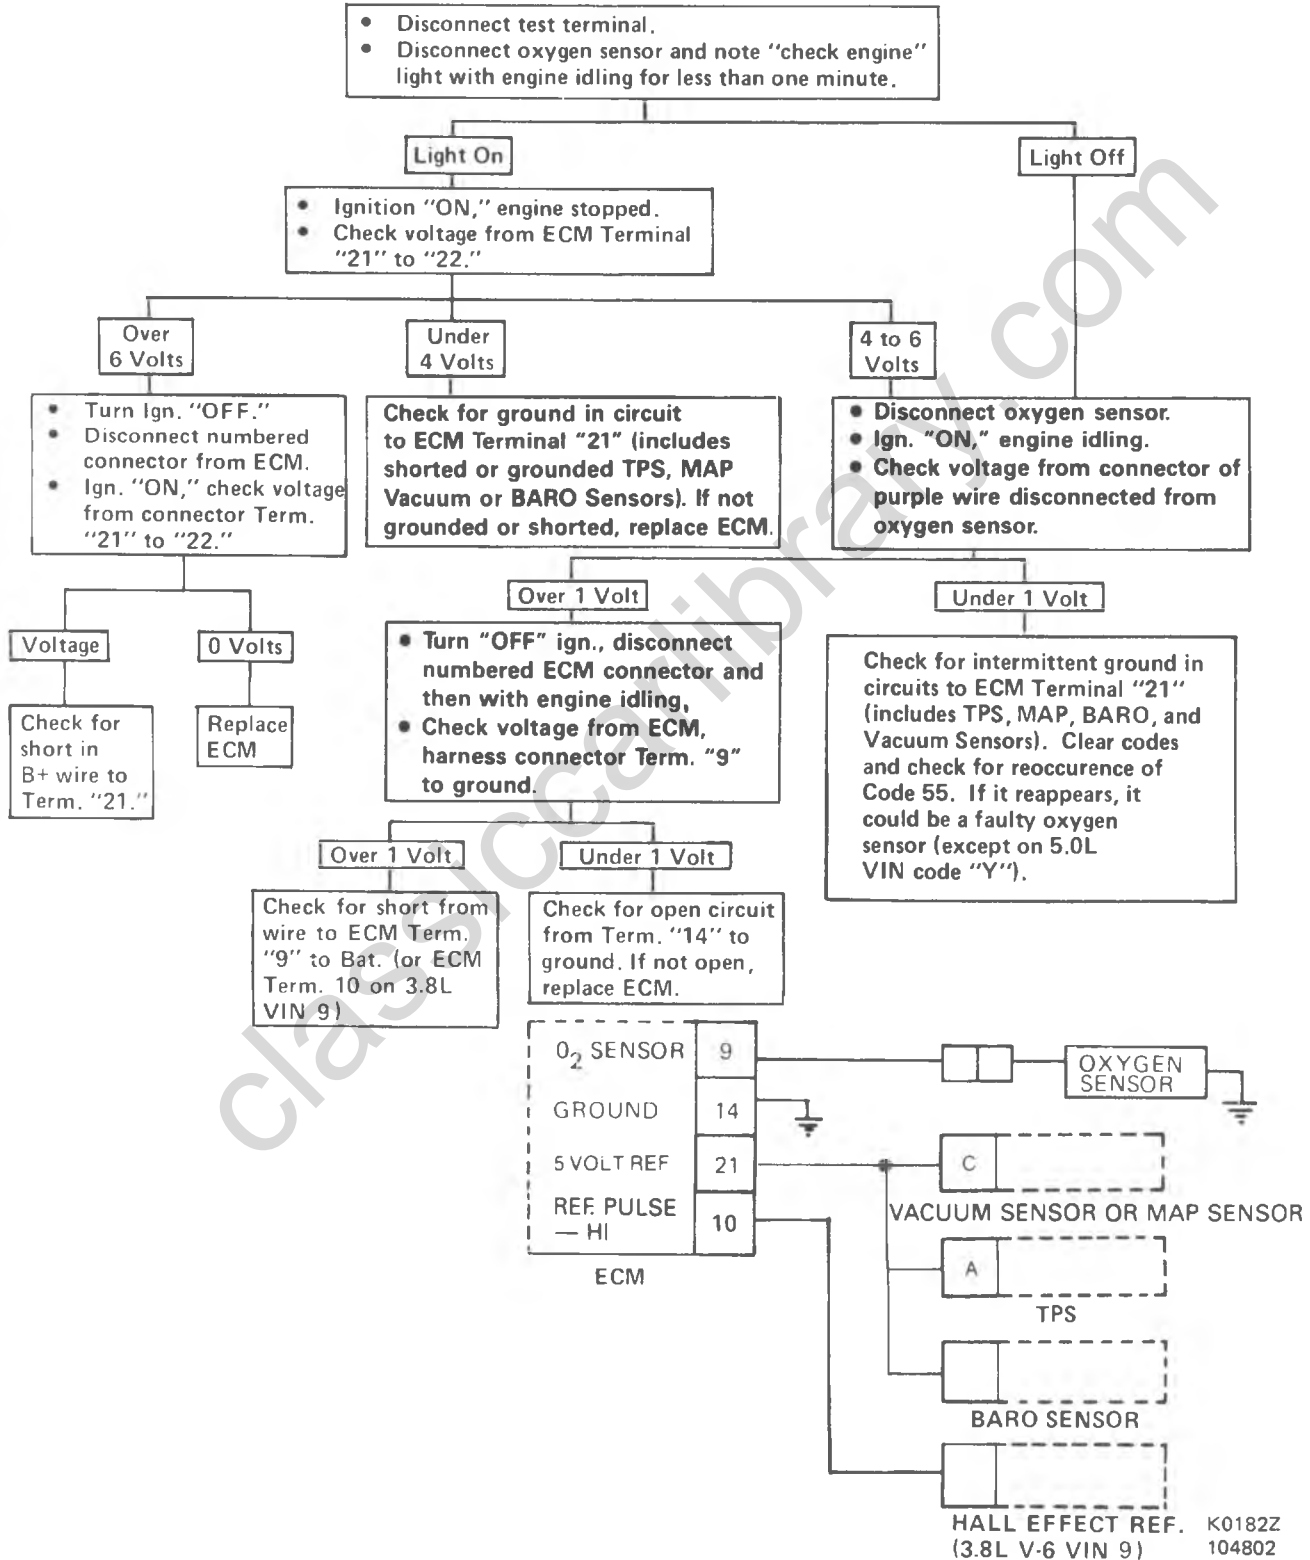 • Disconnect test terminal.
• Disconnect oxygen sensor and note "check engine"
light with engine idling for less than one minute.
Light On
Light Off
• Ignition "ON," engine stopped.
• Check voltage from ECM Terminal
"21" to "22."
Over
6 Volts
Under
4 Volts
4 to 6
Volts
• Turn Ign. "OFF."
• Disconnect numbered
connector from ECM.
• Ign. "ON," check voltage
from connector Term.
"21" to "22."
Check for ground in circuit
to ECM Terminal "21" (includes
shorted or grounded TPS, MAP
Vacuum or BARO Sensors). If not
grounded or shorted, replace ECM.
• Disconnect oxygen sensor.
• Ign. "ON," engine idling.
• Check voltage from connector of
purple wire disconnected from
oxygen sensor.
Voltage
0 Volts
Over 1 Volt
Under 1 Volt
Check for
short in
B+ wire to
Term. "21."
Replace
ECM
• Turn "OFF" ign., disconnect
numbered ECM connector and
then with engine idling,
• Check voltage from ECM,
harness connector Term. "9"
to ground.
Check for intermittent ground in
circuits to ECM Terminal "21"
(includes TPS, MAP, BARO, and
Vacuum Sensors). Clear codes
and check for reoccurence of
Code 55. If it reappears, it
could be a faulty oxygen
sensor (except on 5.0L
VIN code "Y").
Over 1 Volt
Under 1 Volt
Check for short from
wire to ECM Term.
"9" to Bat. (or ECM
Term. 10 on 3.8L
VIN 9)
Check for open circuit
from Term. "14" to
ground. If not open,
replace ECM.
O2 SENSOR 9
OXYGEN
SENSOR
GROUND 14
5 VOLT REF 21
C
VACUUM SENSOR OR MAP SENSOR
REF. PULSE
— HI 10
ECM
A
TPS
BARO SENSOR
HALL EFFECT REF.
(3.8L V-6 VIN 9)
K0182Z
104802
classiccarlibrary.com